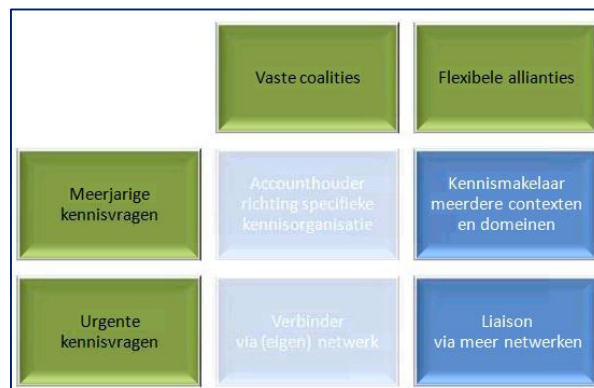 Vaste coalities
Flexibele allianties
Meerjarige
kennisvragen
Accounthouder
richting specifieke
kennisorganisatie
Kennismakelaar
meerdere contexten
en domeinen
Urgente
kennisvragen
Verbinder
via (eigen) netwerk
Liaison
via meer netwerken